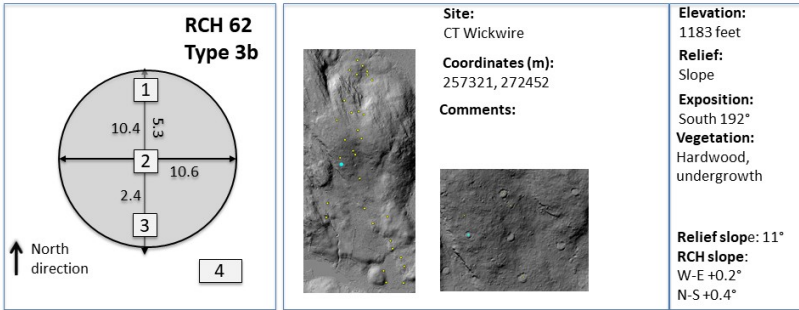 RCH 62
Type 3b
1
10.4
5.3
2
10.6
2.4
3
North
direction
4
Site:
CT Wickwire
Coordinates (m):
257321, 272452
Comments:
Elevation:
1183 feet
Relief:
Slope
Exposition:
South 192°
Vegetation:
Hardwood,
undergrowth
Relief slope: 11°
RCH slope:
W-E +0.2°
N-S +0.4°